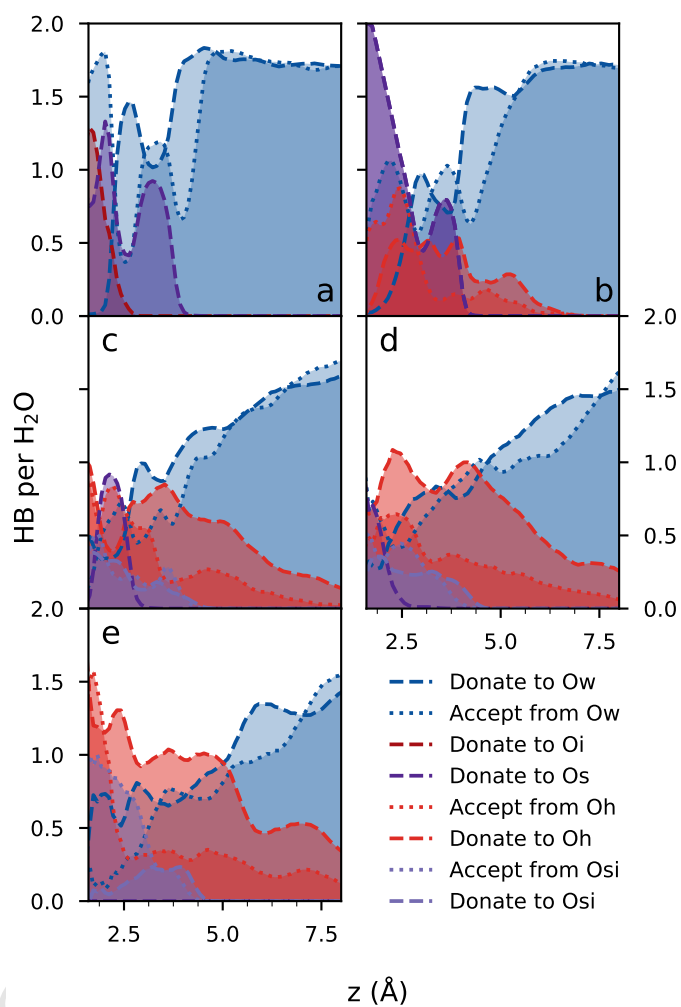 2.0
1.5
1.0
0.5
0.0
a
b
2.0
c
d
2.0
1.5
1.0
0.5
0.0
HB per H₂O
2.5
5.0
7.5
e
1.5
1.0
0.5
0.0
2.5
5.0
7.5
Donate to Ow
Accept from Ow
Donate to Oi
Donate to Os
Accept from Oh
Donate to Oh
Accept from Osi
Donate to Osi
z (Å)